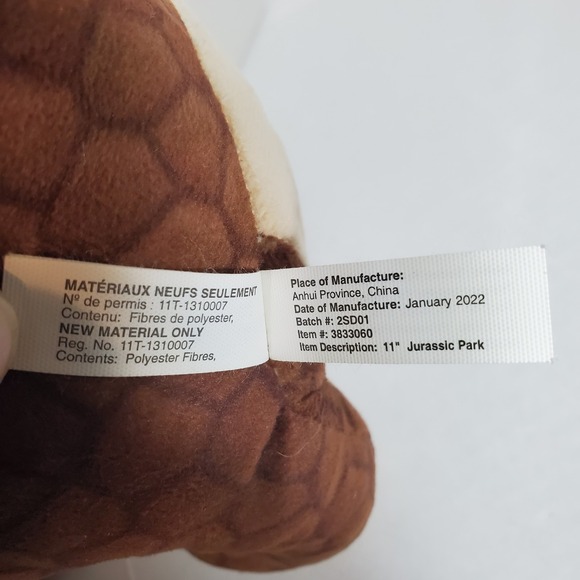 MATÉRIAUX NEUFS SEULEMENT
Nº de permis : 11T-1310007
Contenu: Fibres de polyester,
NEW MATERIAL ONLY
Reg. No. 11T-1310007
Contents: Polyester Fibres,
Place of Manufacture:
Anhui Province, China
Date of Manufacture: January 2022
Batch #: 2SD01
Item #: 3833060
Item Description: 11" Jurassic Park